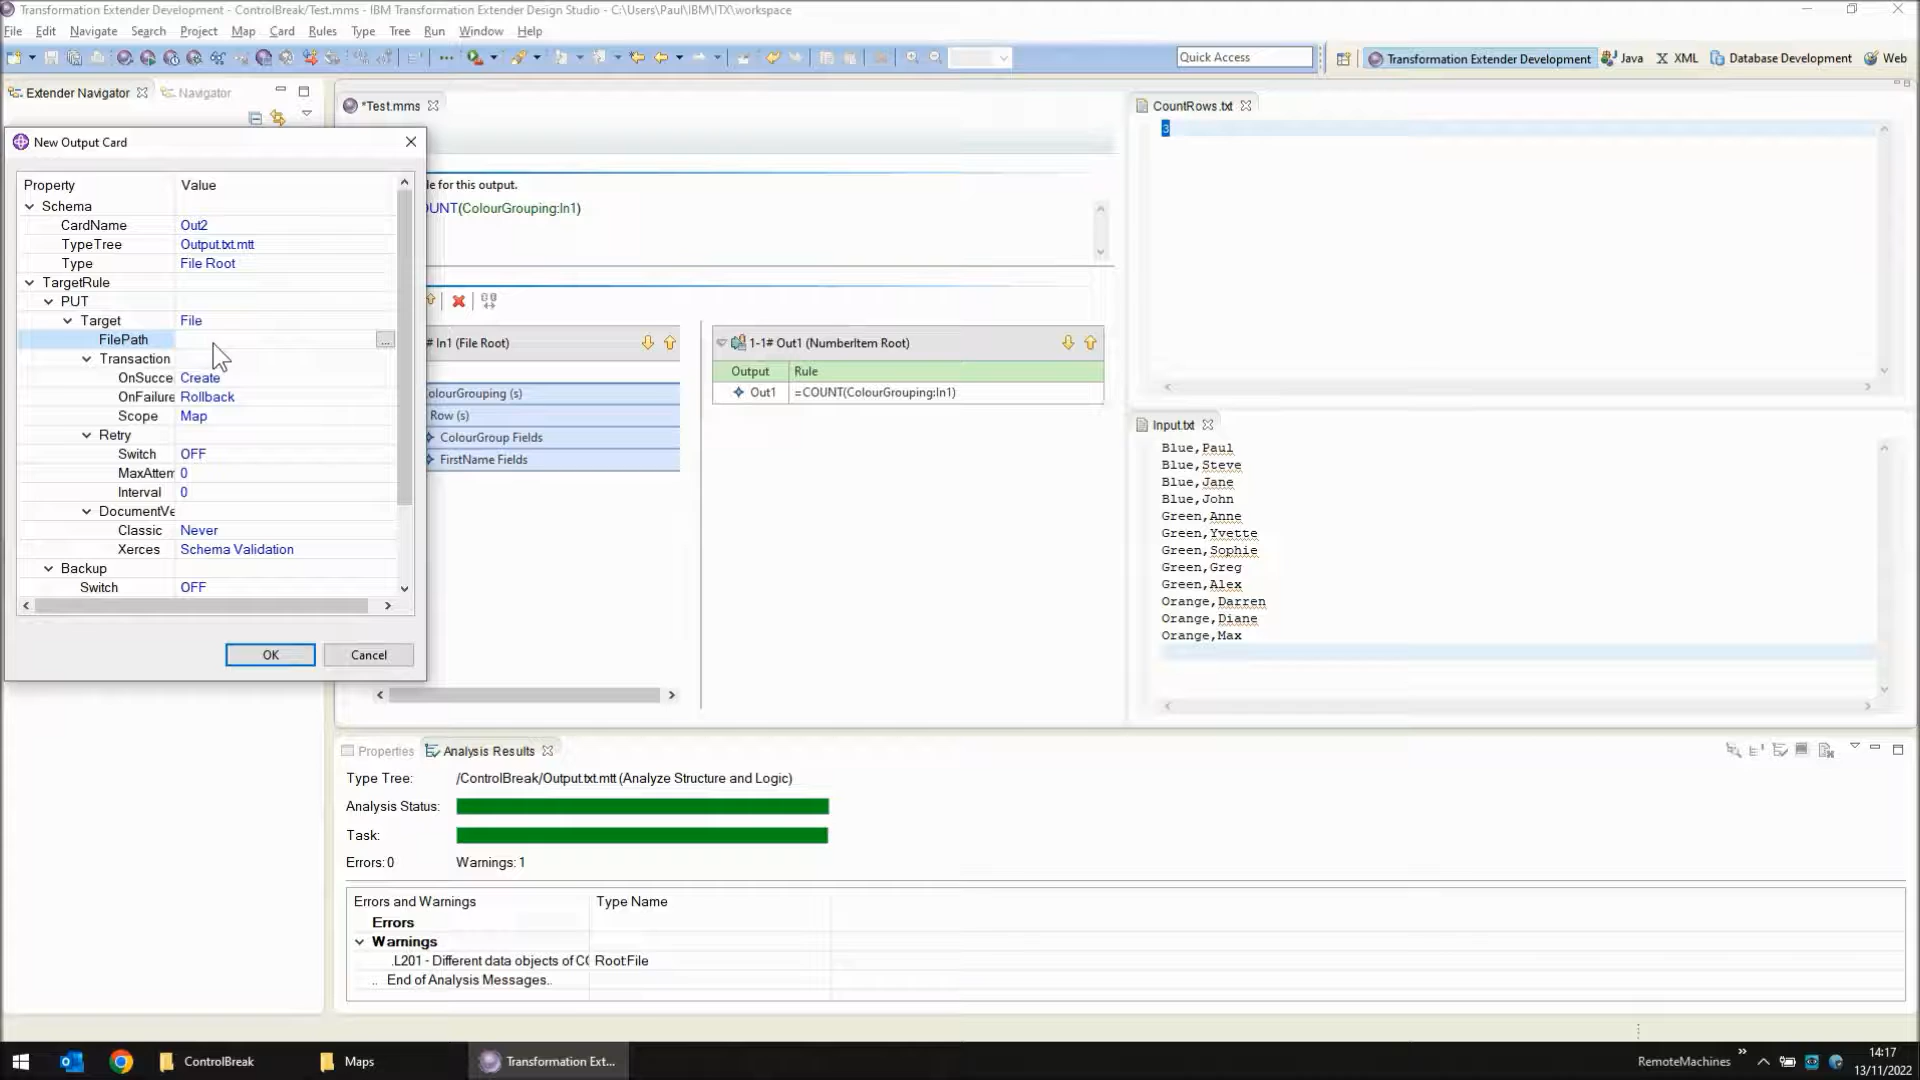 Transformation Extender Development - ControlBreak/Test.mms - IBM Transformation Extender Design Studio - C:\Users\Paul\IBM\ITX\workspace
File Edit Navigate Search Project Map Card Rules Type Tree Run Window Help
Quick Access
Transformation Extender Development Java XML Database Development Web
Extender Navigator Navigator
*Test.mms
CountRows.txt
3
New Output Card
Property Value
Schema
CardName Out2
TypeTree Output.txt.mtt
Type File Root
TargetRule
PUT
Target File
FilePath ...
Transaction
OnSucce Create
OnFailure Rollback
Scope Map
Retry
Switch OFF
MaxAttem 0
Interval 0
DocumentVe
Classic Never
Xerces Schema Validation
Backup
Switch OFF
OK Cancel
le for this output.
OUNT(ColourGrouping:In1)
# In1 (File Root)
olourGrouping (s)
Row (s)
ColourGroup Fields
FirstName Fields
1-1# Out1 (NumberItem Root)
Output Rule
Out1 =COUNT(ColourGrouping:In1)
Input.txt
Blue,Paul
Blue,Steve
Blue,Jane
Blue,John
Green,Anne
Green,Yvette
Green,Sophie
Green,Greg
Green,Alex
Orange,Darren
Orange,Diane
Orange,Max
Properties Analysis Results
Type Tree: /ControlBreak/Output.txt.mtt (Analyze Structure and Logic)
Analysis Status:
Task:
Errors: 0 Warnings: 1
Errors and Warnings Type Name
Errors
Warnings
.L201 - Different data objects of CO Root:File
.. End of Analysis Messages..
ControlBreak Maps Transformation Ext... RemoteMachines
14:17
13/11/2022